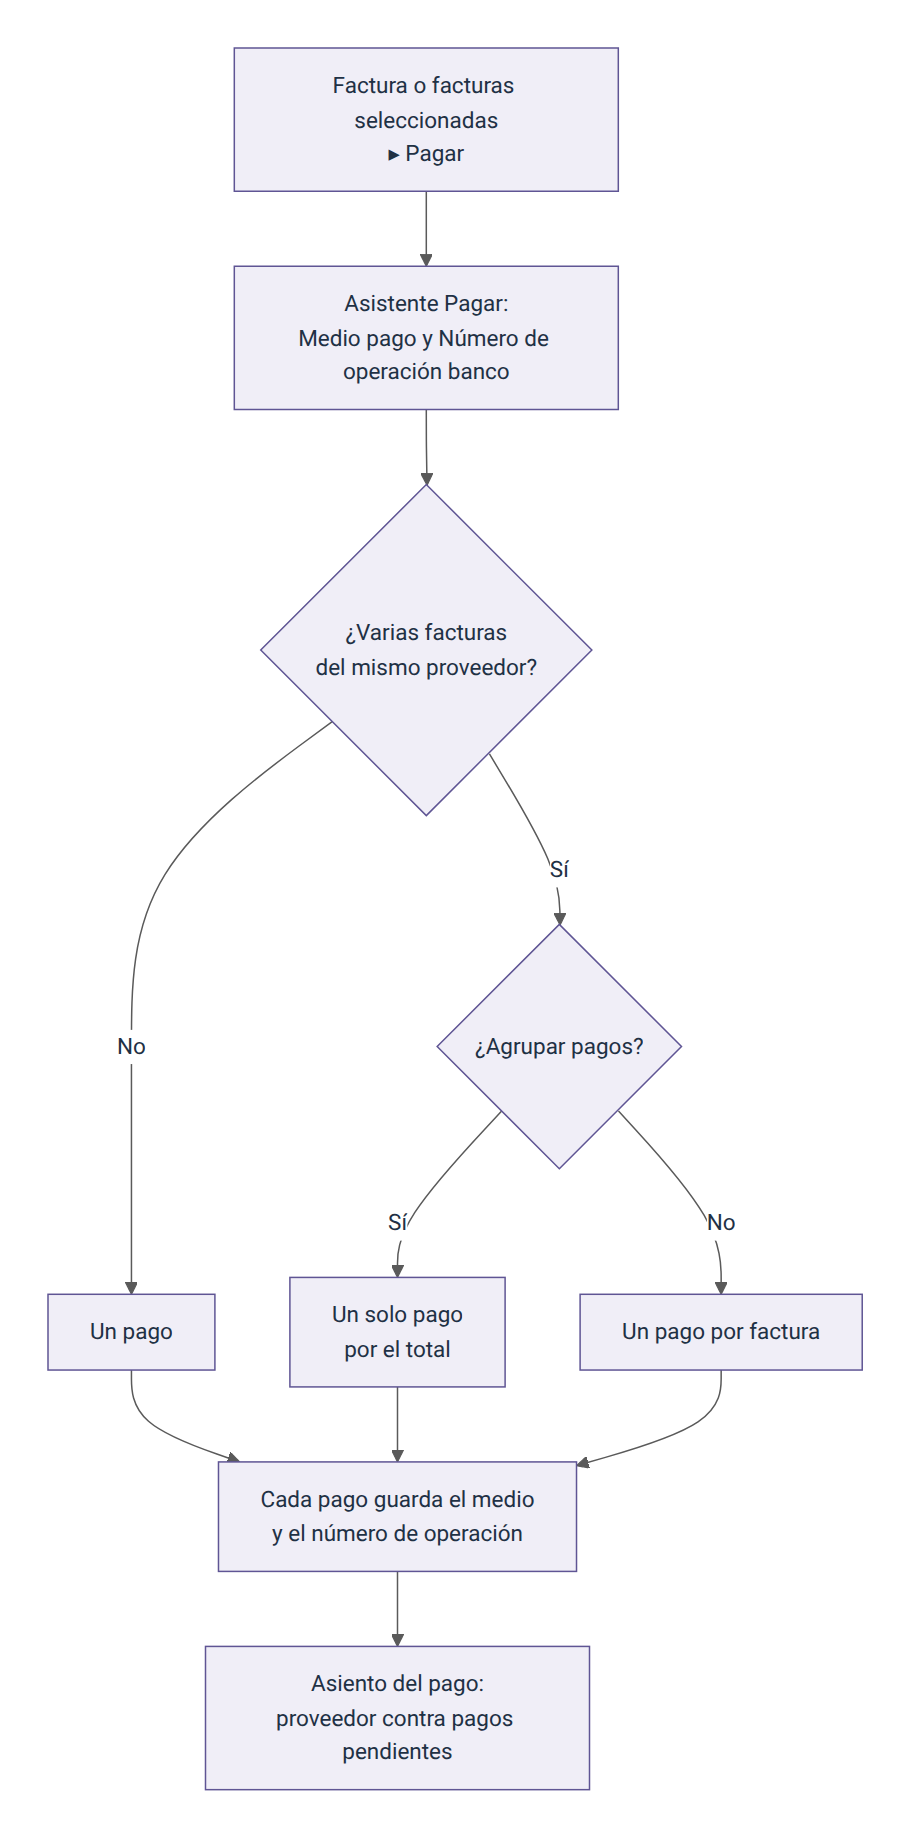 Factura o facturas
seleccionadas
▸ Pagar
Asistente Pagar:
Medio pago y Número de
operación banco
¿Varias facturas
del mismo proveedor?
Sí
No
¿Agrupar pagos?
Sí
No
Un pago
Un solo pago
por el total
Un pago por factura
Cada pago guarda el medio
y el número de operación
Asiento del pago:
proveedor contra pagos
pendientes